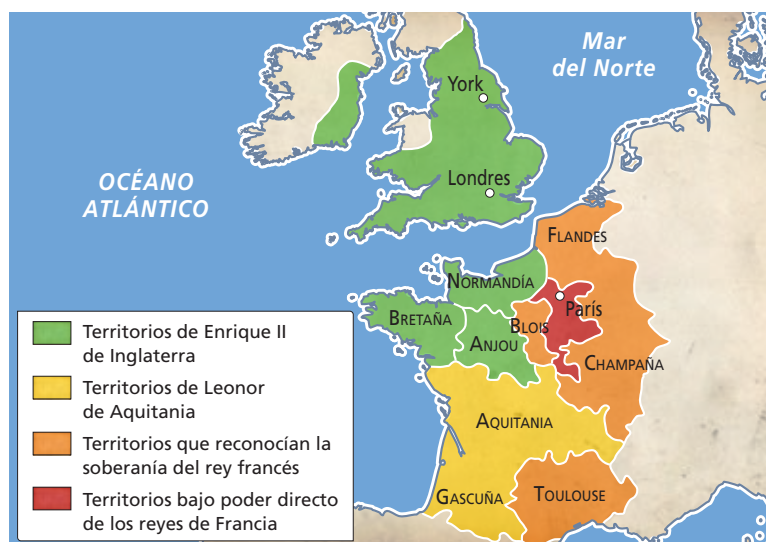 Mar
del Norte
York
OCÉANO
ATLÁNTICO
Londres
FLANDES
NORMANDÍA
París
BRETAÑA
BLOIS
ANJOU
CHAMPAÑA
AQUITANIA
GASCUÑA
TOULOUSE
Territorios de Enrique II
de Inglaterra
Territorios de Leonor
de Aquitania
Territorios que reconocían la
soberanía del rey francés
Territorios bajo poder directo
de los reyes de Francia